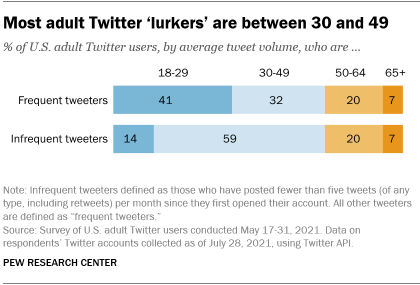 Most adult Twitter ‘lurkers’ are between 30 and 49
% of U.S. adult Twitter users, by average tweet volume, who are ...
18-29 30-49 50-64 65+
Frequent tweeters 41 32 20 7
Infrequent tweeters 14 59 20 7
Note: Infrequent tweeters defined as those who have posted fewer than five tweets (of any
type, including retweets) per month since they first opened their account. All other tweeters
are defined as “frequent tweeters.”
Source: Survey of U.S. adult Twitter users conducted May 17-31, 2021. Data on
respondents’ Twitter accounts collected as of July 28, 2021, using Twitter API.
PEW RESEARCH CENTER